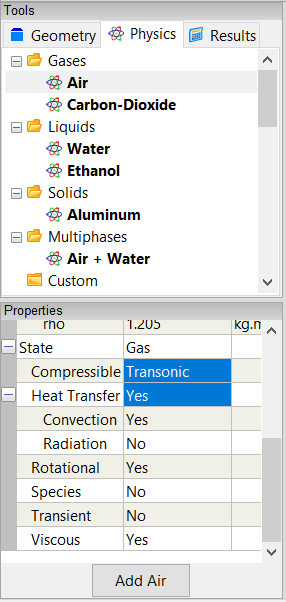 Tools
Geometry Physics Results
Gases
Air
Carbon-Dioxide
Liquids
Water
Ethanol
Solids
Aluminum
Multiphases
Air + Water
Custom
Properties
rho 1.205 kg.m
State Gas
Compressible Transonic
Heat Transfer Yes
Convection Yes
Radiation No
Rotational Yes
Species No
Transient No
Viscous Yes
Add Air